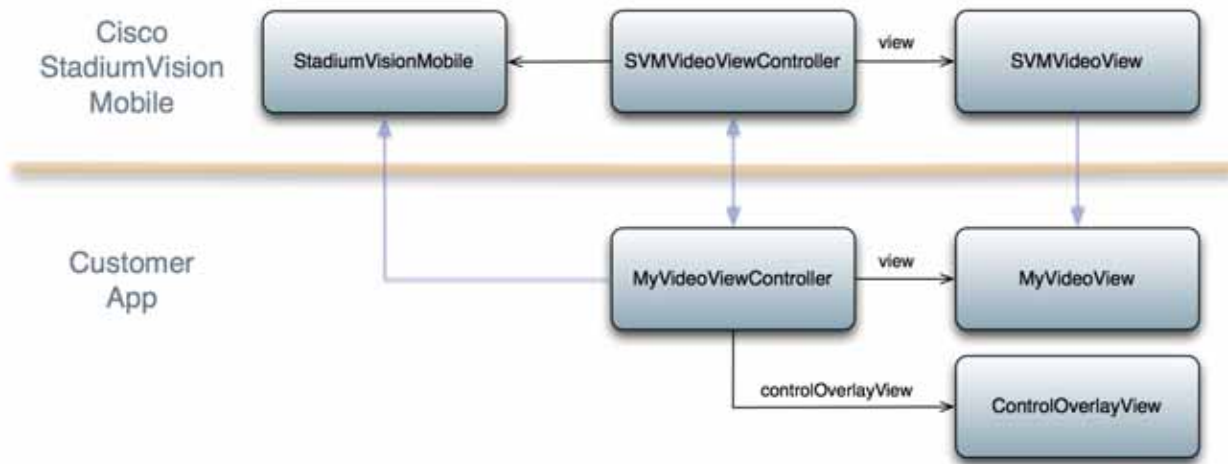 Cisco
StadiumVision
Mobile
StadiumVisionMobile
SVMVideoViewController
view
SVMVideoView
Customer
App
MyVideoViewController
view
MyVideoView
controlOverlayView
ControlOverlayView